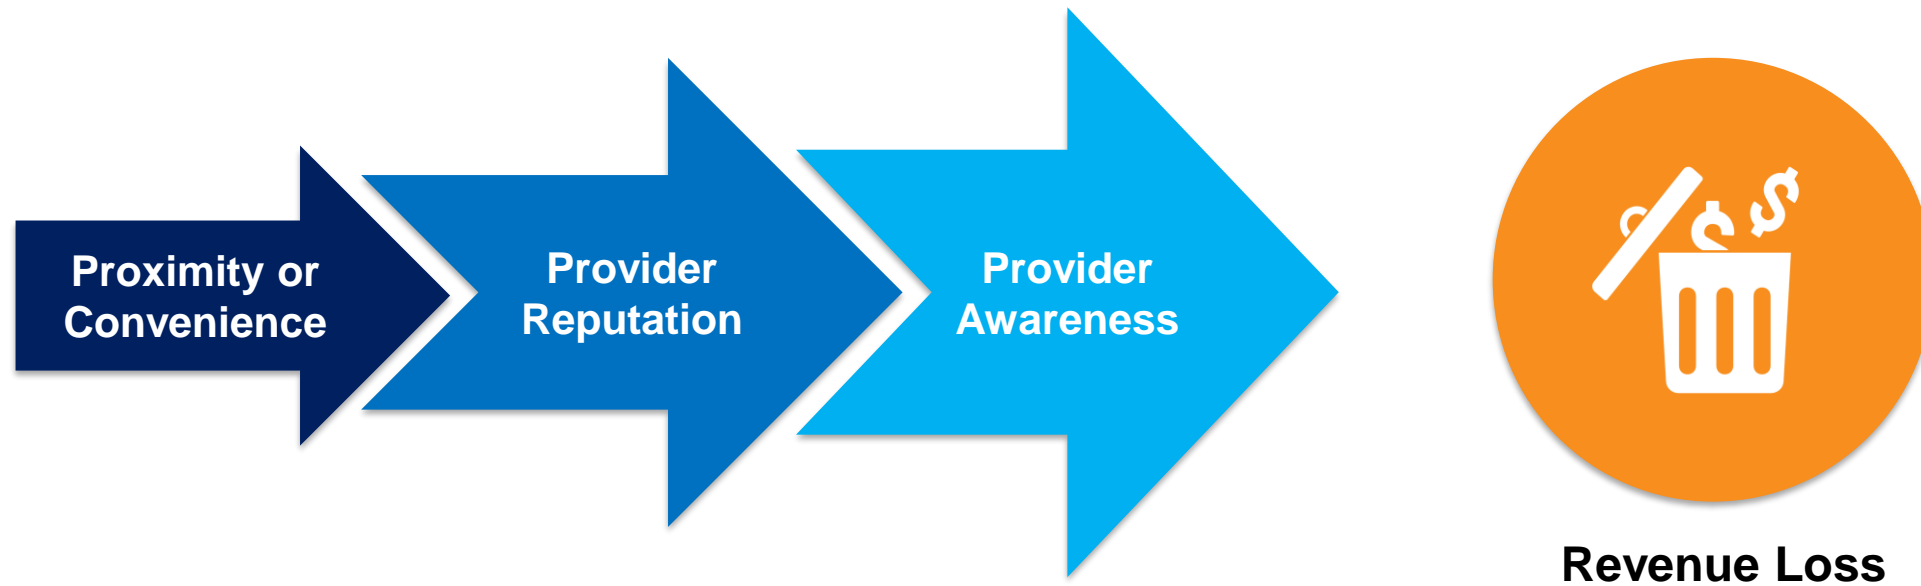 Proximity or
Convenience
Provider
Reputation
Provider
Awareness
Revenue Loss